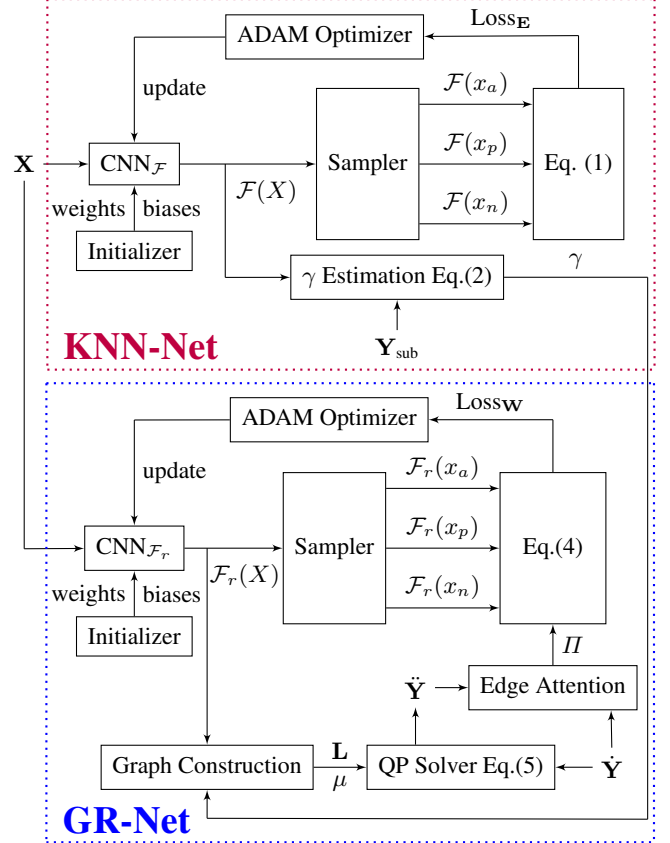 ADAM Optimizer
Loss_E
update
F(x_a)
X
CNN_F
F(X)
Sampler
F(x_p)
Eq. (1)
weights biases
F(x_n)
Initializer
γ Estimation Eq.(2)
γ
KNN-Net
Y_sub
ADAM Optimizer
Loss_W
update
F_r(x_a)
CNN_{F_r}
F_r(X)
Sampler
F_r(x_p)
Eq.(4)
weights biases
F_r(x_n)
Initializer
Π
Ÿ
Edge Attention
Graph Construction
L
μ
QP Solver Eq.(5)
Ẏ
GR-Net